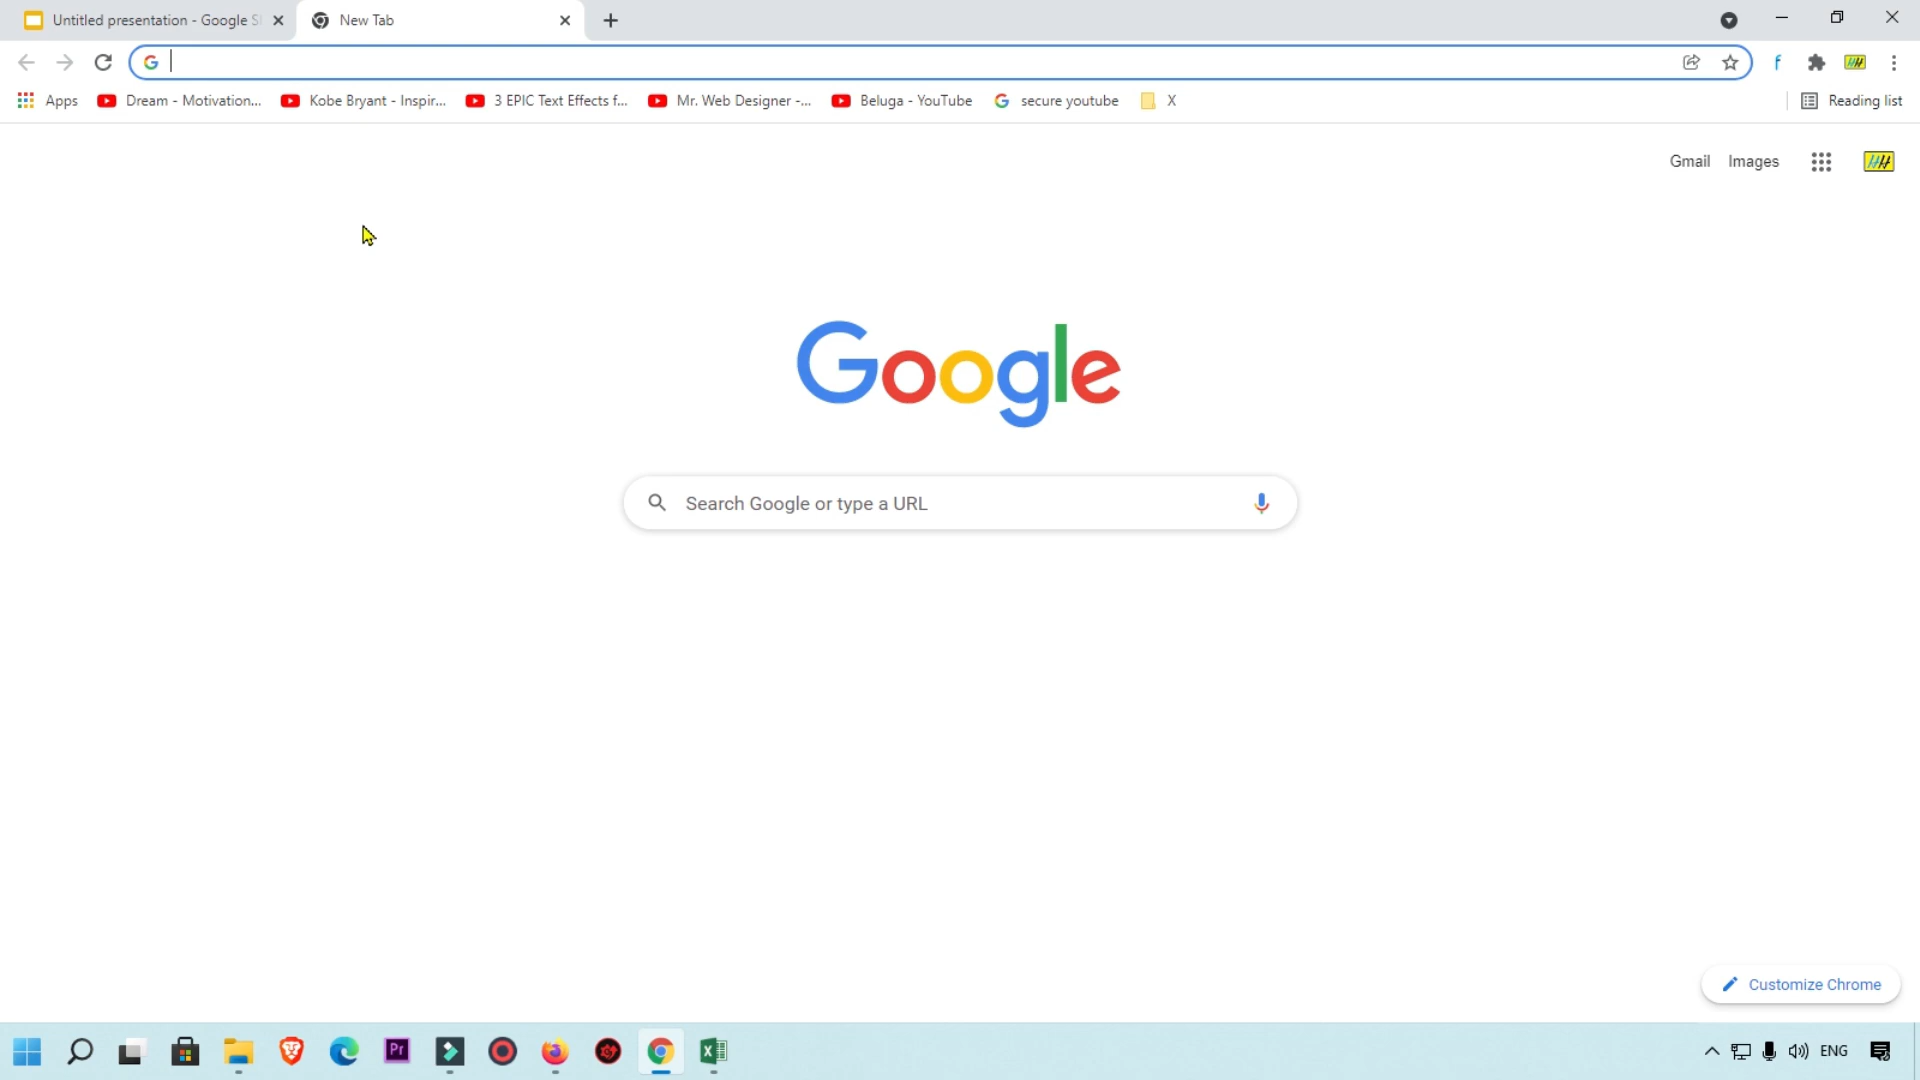 Untitled presentation - Google Sl
New Tab
Apps
Dream - Motivation...
Kobe Bryant - Inspir...
3 EPIC Text Effects f...
Mr. Web Designer -...
Beluga - YouTube
secure youtube
X
Reading list
Gmail
Images
Google
Search Google or type a URL
Customize Chrome
Pr
ENG